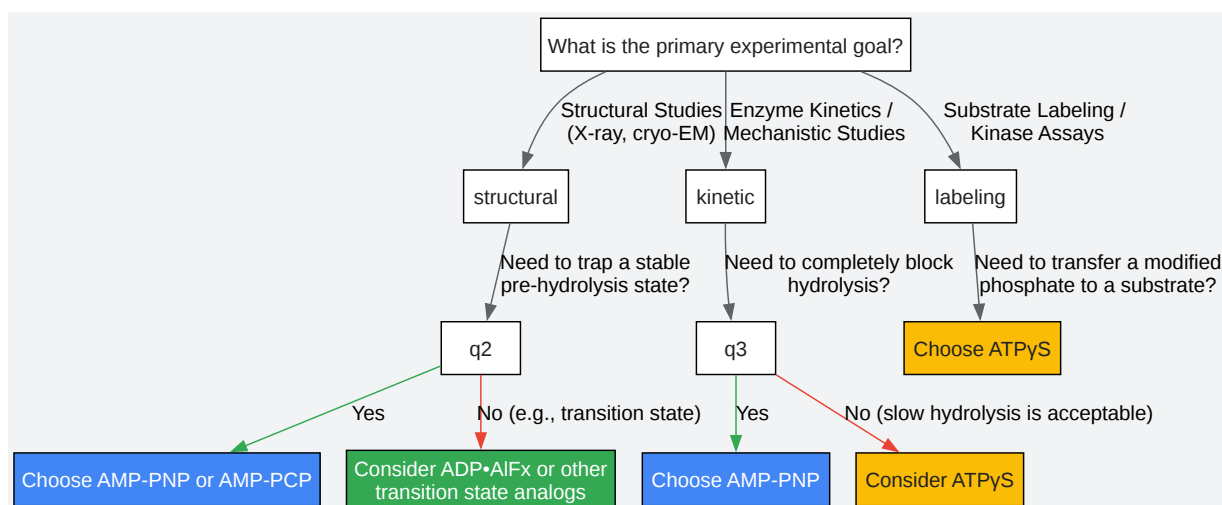 What is the primary experimental goal?
Structural Studies
(X-ray, cryo-EM)
Enzyme Kinetics /
Mechanistic Studies
Substrate Labeling /
Kinase Assays
structural
kinetic
labeling
Need to trap a stable
pre-hydrolysis state?
Need to completely block
hydrolysis?
Need to transfer a modified
phosphate to a substrate?
q2
q3
Choose ATPγS
Yes
No (e.g., transition state)
Yes
No (slow hydrolysis is acceptable)
Choose AMP-PNP or AMP-PCP
Consider ADP•AlFx or other
transition state analogs
Choose AMP-PNP
Consider ATPγS